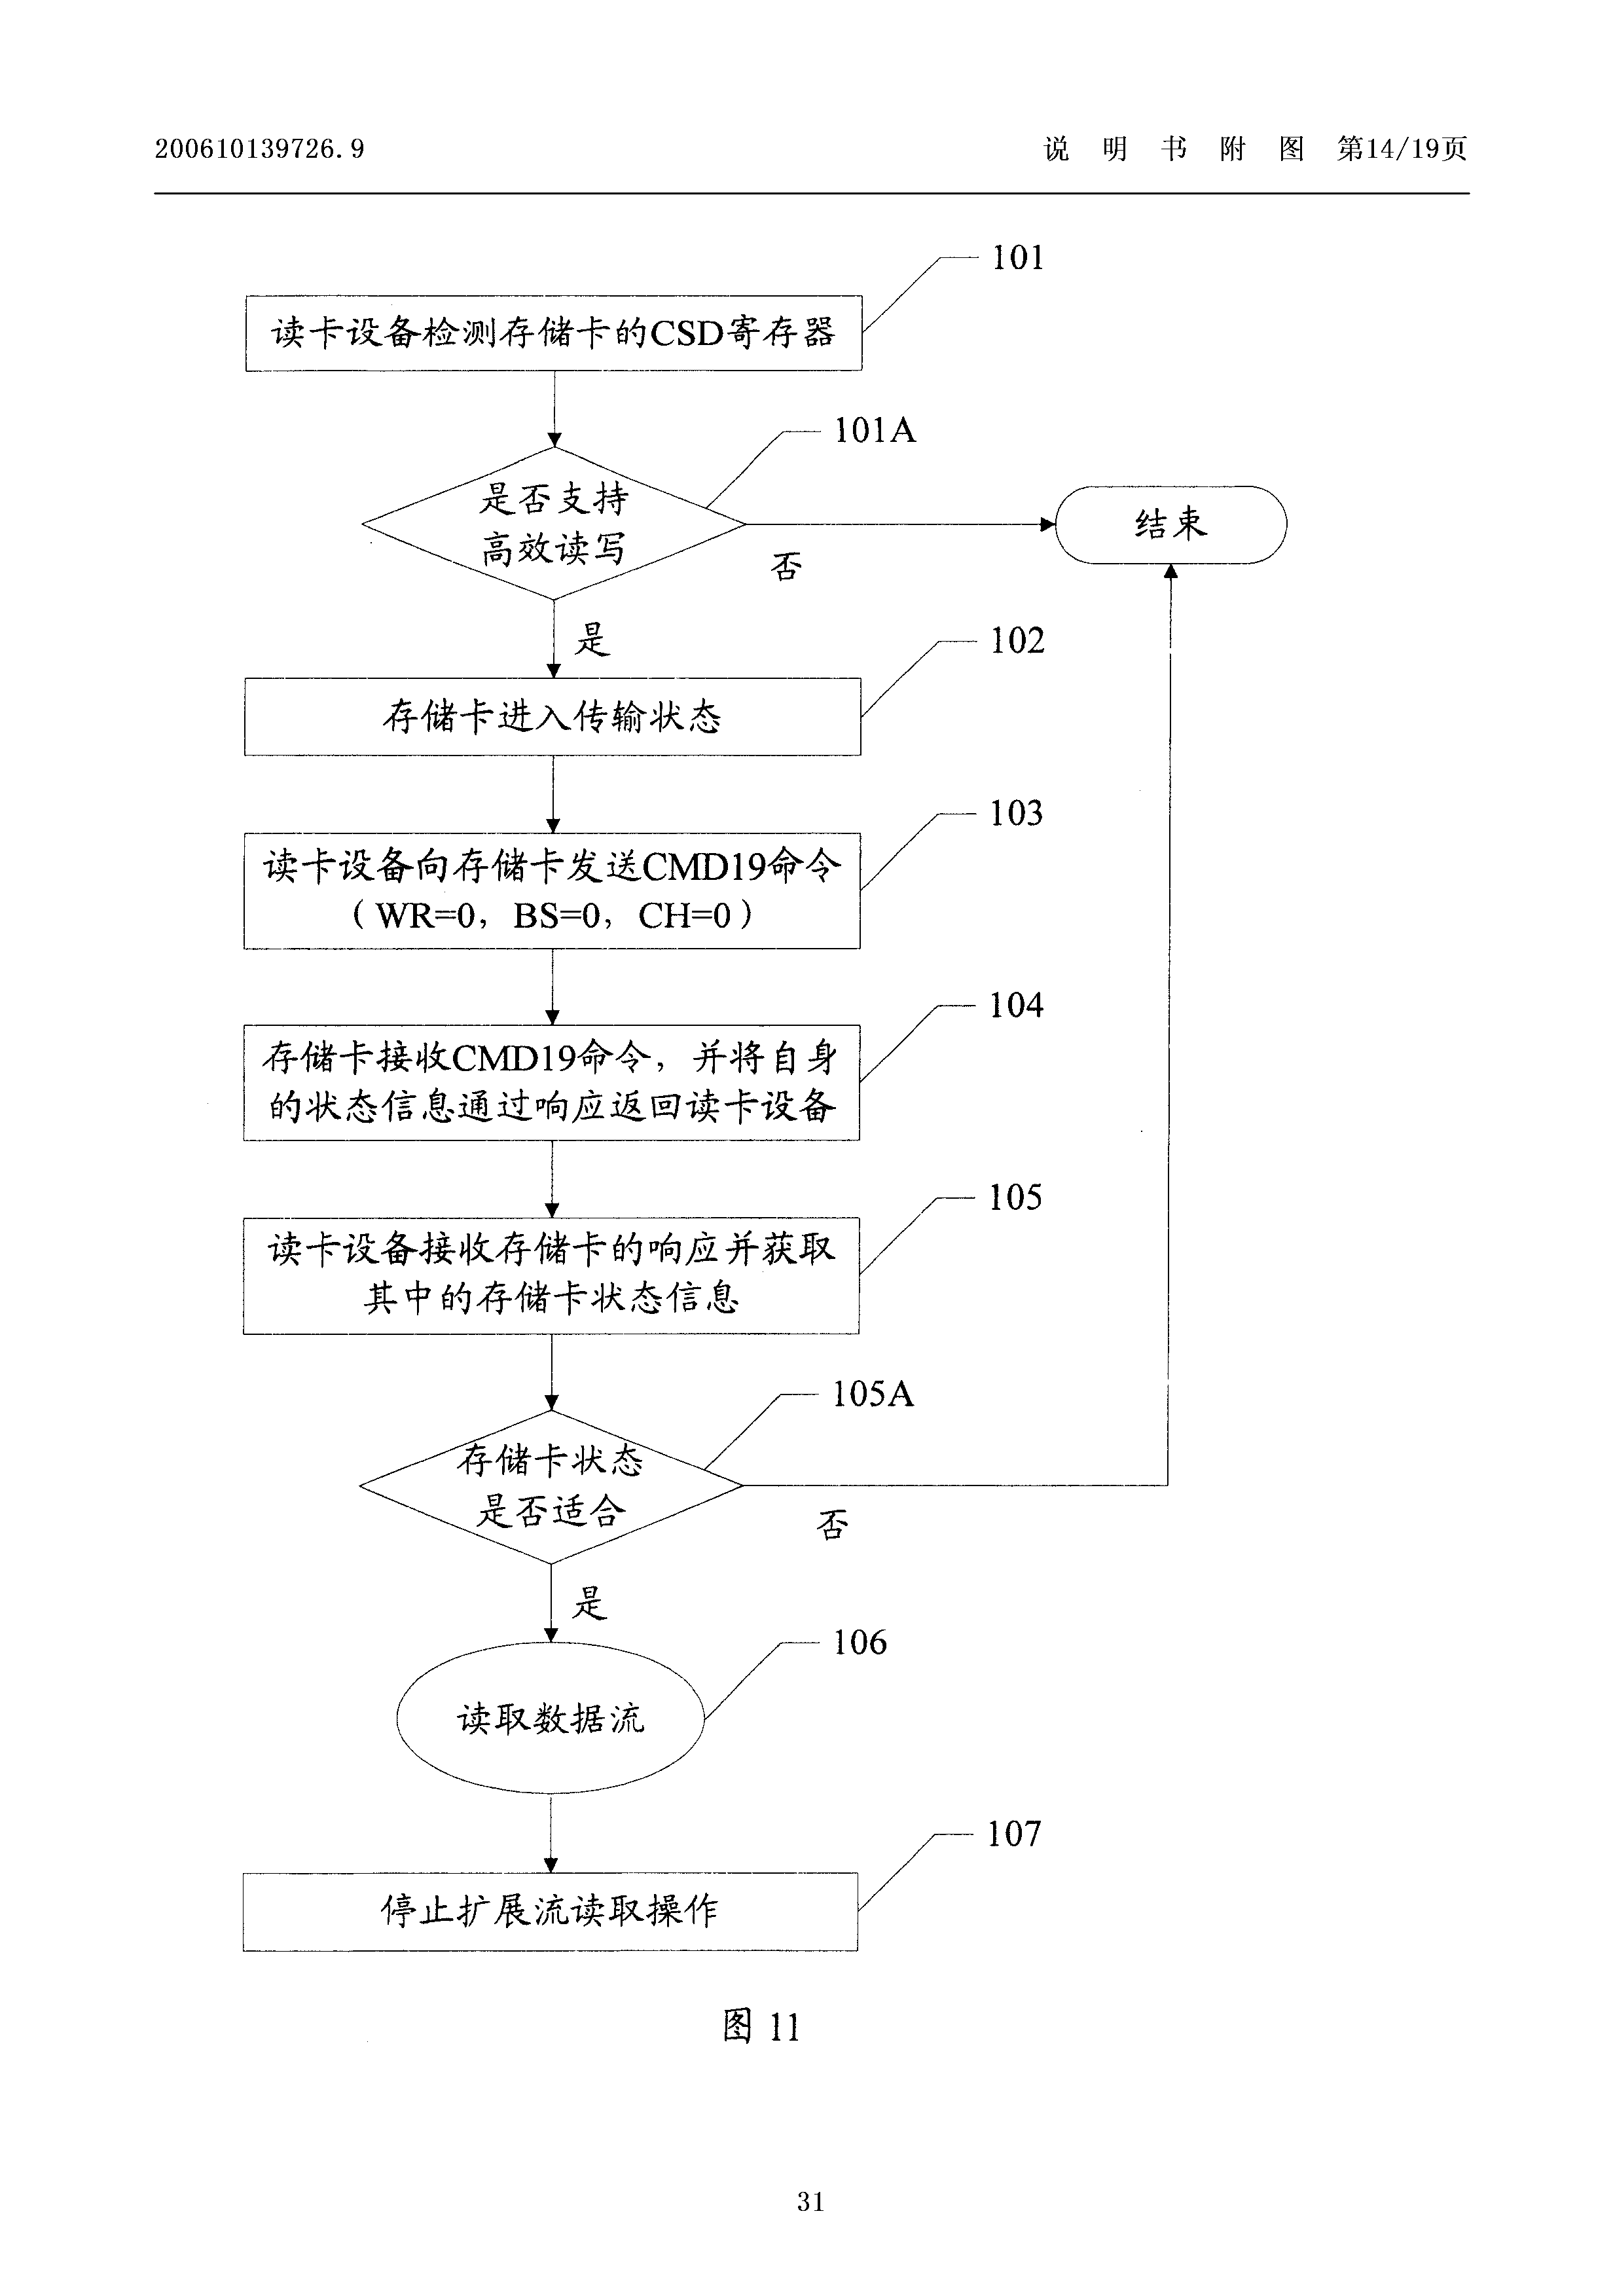 200610139726.9
说 明 书 附 图 第14/19页
101
读卡设备检测存储卡的CSD寄存器
101A
是否支持
高效读写
结束
否
是
102
存储卡进入传输状态
103
读卡设备向存储卡发送CMD19命令
（WR=0，BS=0，CH=0）
104
存储卡接收CMD19命令，并将自身
的状态信息通过响应返回读卡设备
105
读卡设备接收存储卡的响应并获取
其中的存储卡状态信息
105A
存储卡状态
是否适合
否
是
106
读取数据流
107
停止扩展流读取操作
图 11
31